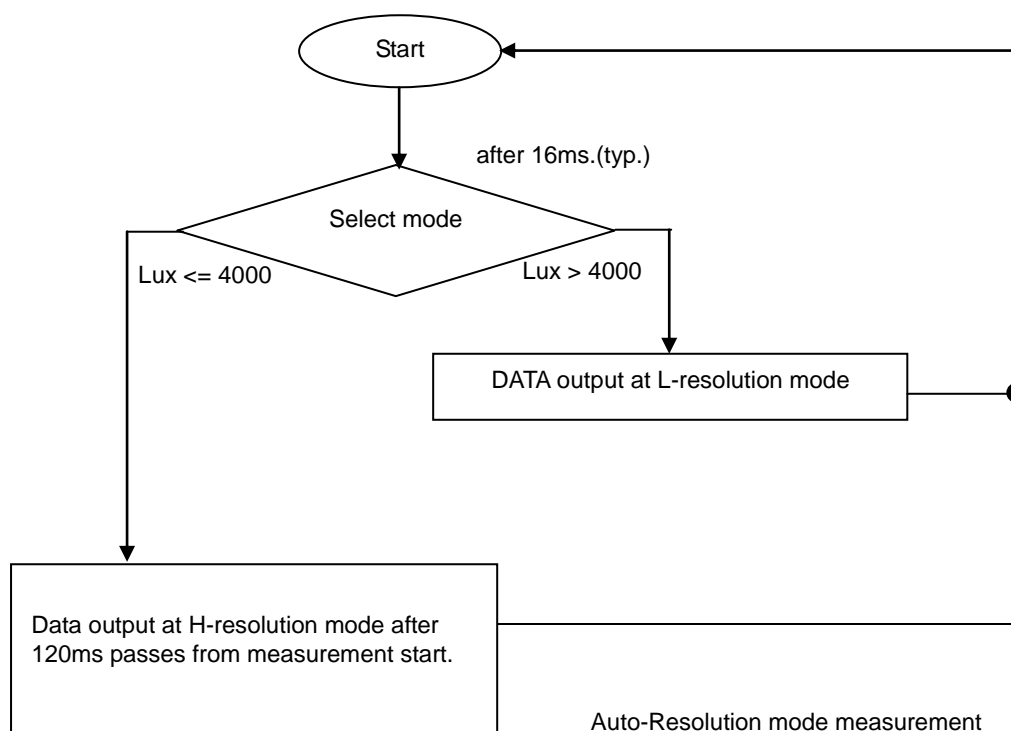 Start
after 16ms.(typ.)
Select mode
Lux <= 4000
Lux > 4000
DATA output at L-resolution mode
Data output at H-resolution mode after
120ms passes from measurement start.
Auto-Resolution mode measurement